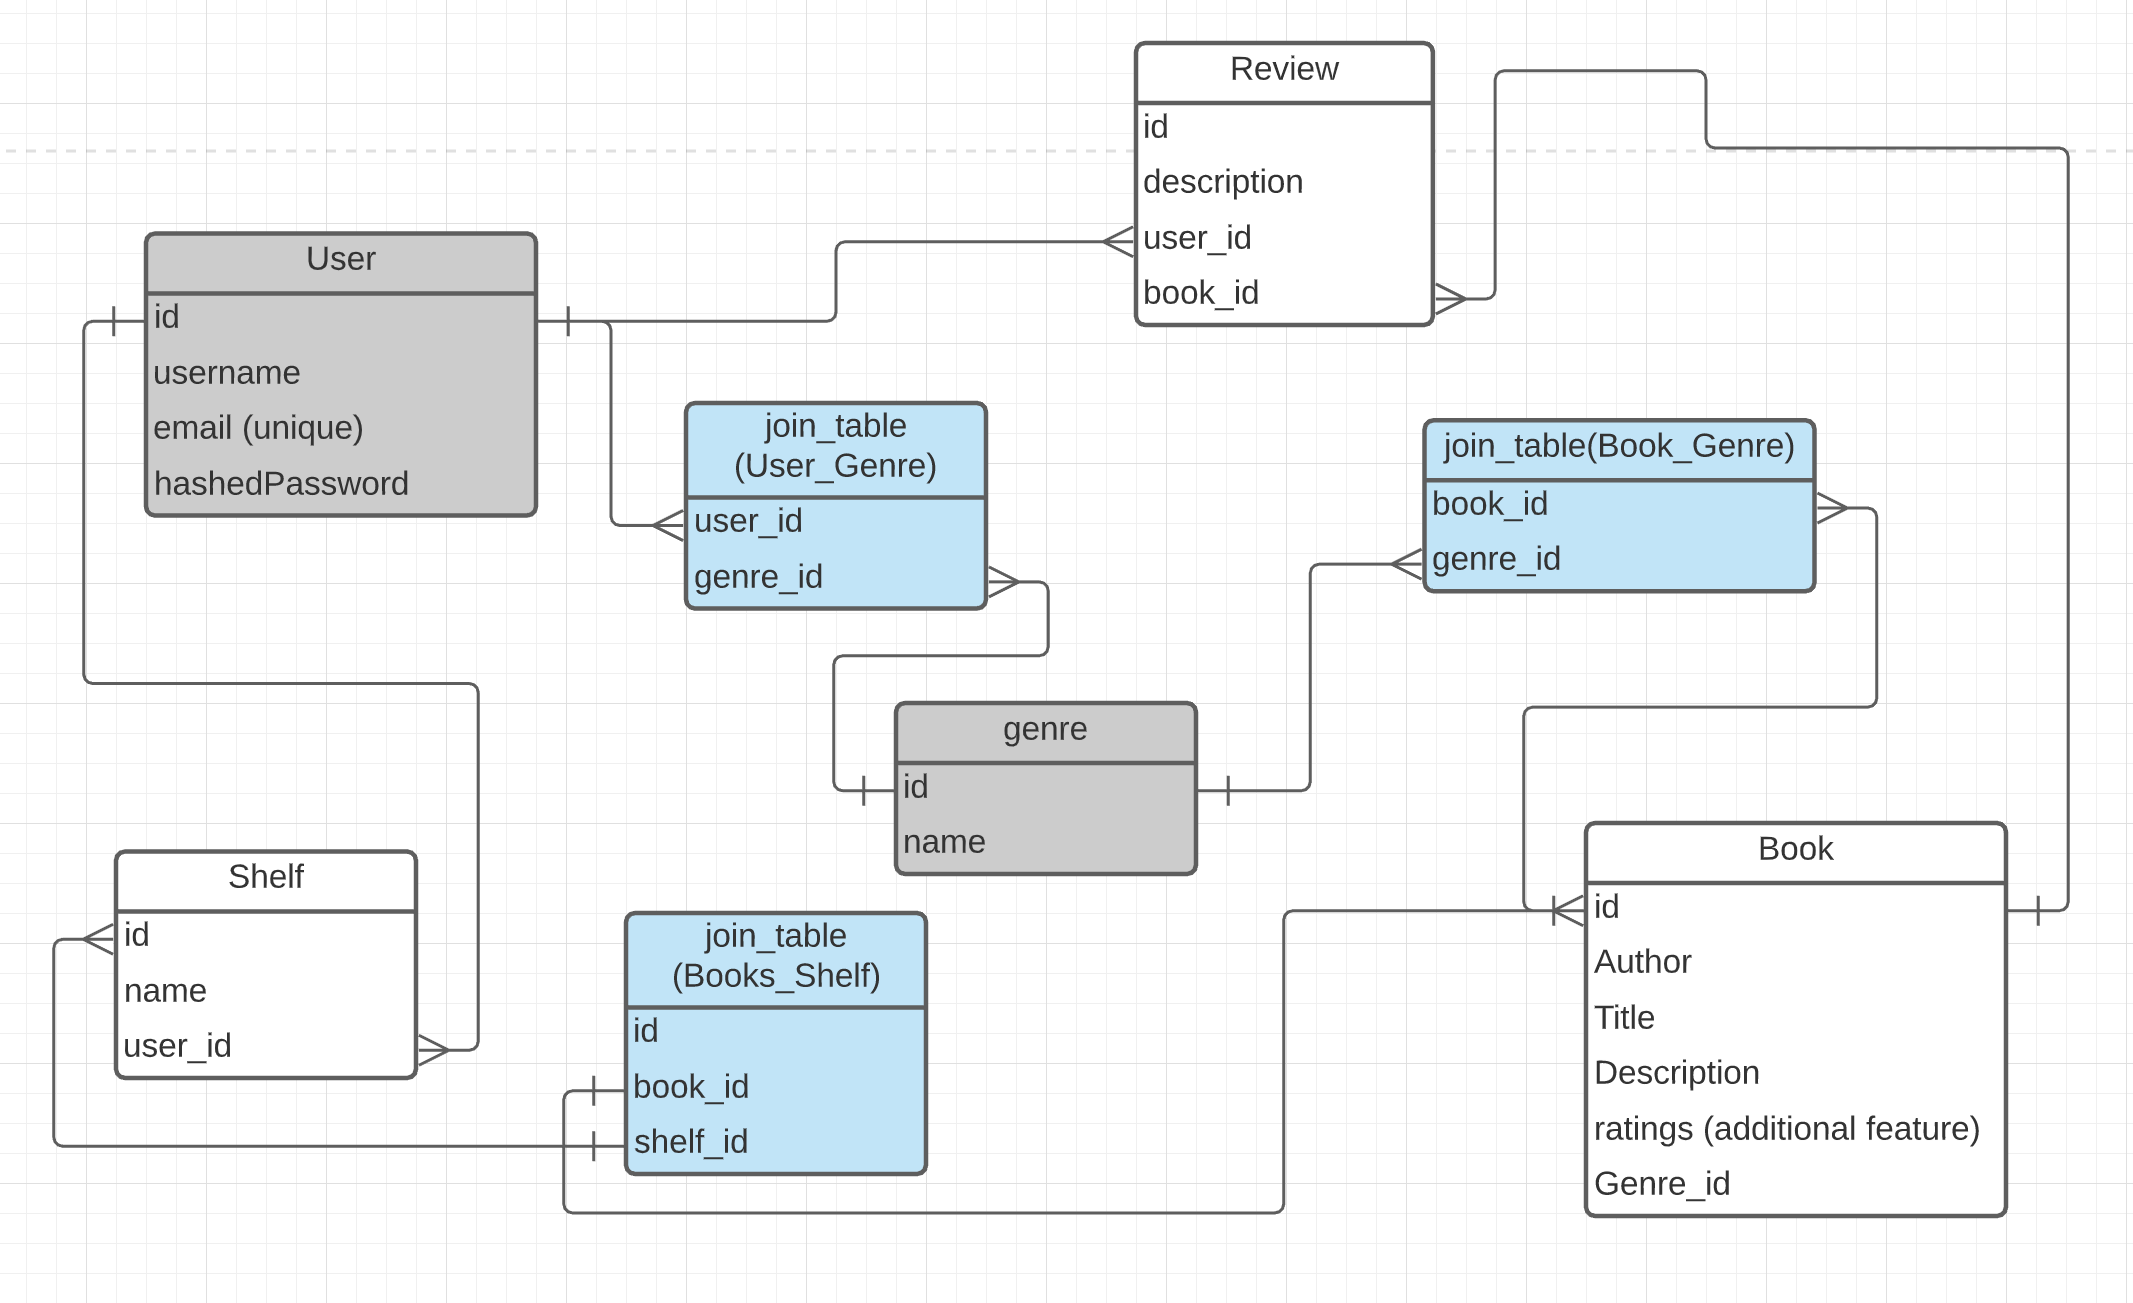 Review
id
description
user_id
book_id
User
id
username
email (unique)
hashedPassword
join_table
(User_Genre)
user_id
genre_id
join_table(Book_Genre)
book_id
genre_id
genre
id
name
Shelf
id
name
user_id
join_table
(Books_Shelf)
id
book_id
shelf_id
Book
id
Author
Title
Description
ratings (additional feature)
Genre_id